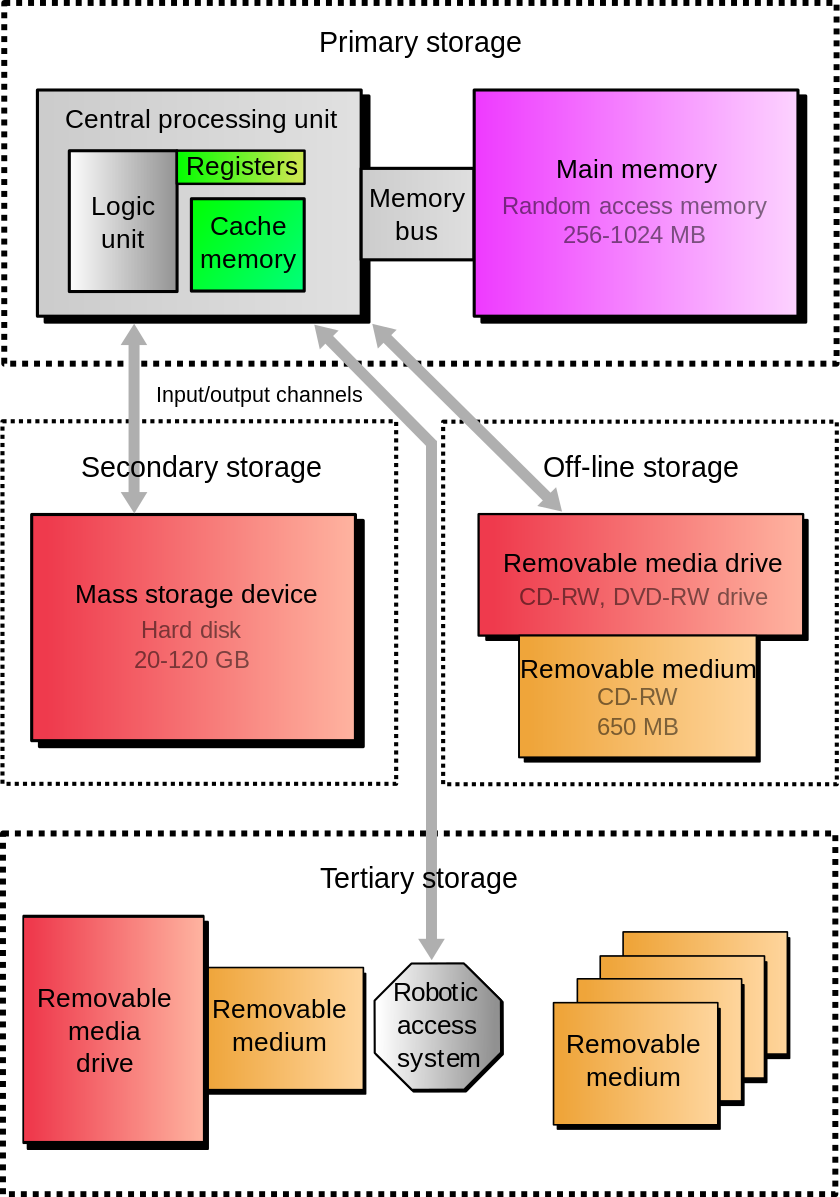 Primary storage
Central processing unit
Registers
Logic
unit
Cache
memory
Memory
bus
Main memory
Random access memory
256-1024 MB
Input/output channels
Secondary storage
Mass storage device
Hard disk
20-120 GB
Off-line storage
Removable media drive
CD-RW, DVD-RW drive
Removable medium
CD-RW
650 MB
Tertiary storage
Removable
media
drive
Removable
medium
Robotic
access
system
Removable
medium